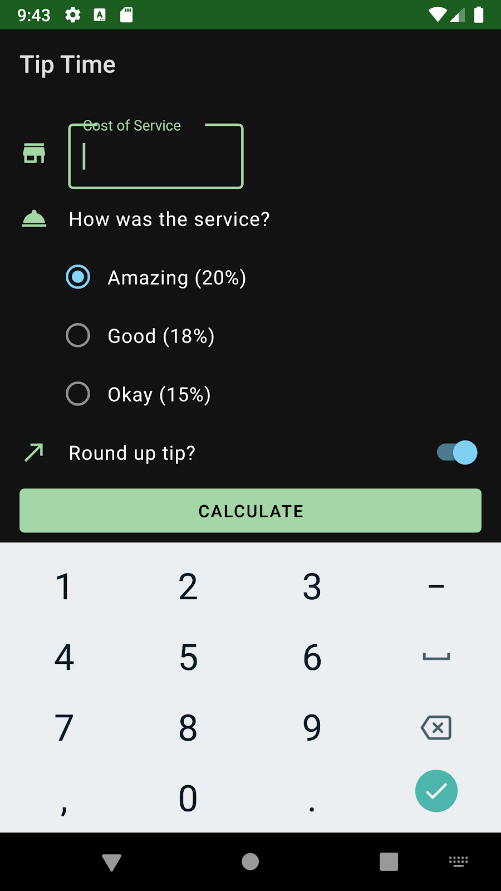 9:43
Tip Time
Cost of Service
How was the service?
Amazing (20%)
Good (18%)
Okay (15%)
Round up tip?
CALCULATE
1 2 3 –
4 5 6
7 8 9
, 0 .